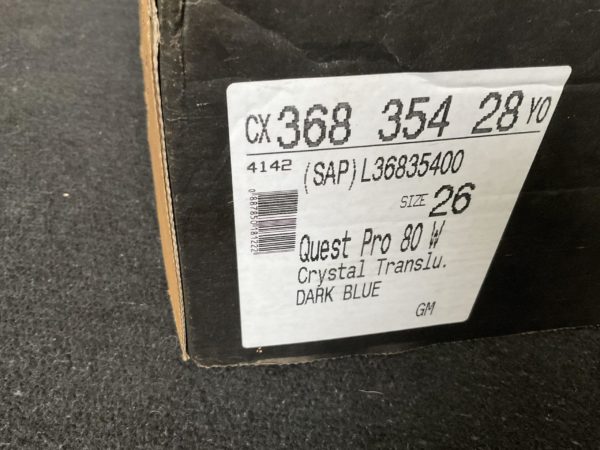 CX 368 354 28 YO
4142 (SAP) L36835400
SIZE 26
Quest Pro 80 W
Crystal Translu.
DARK BLUE
GM